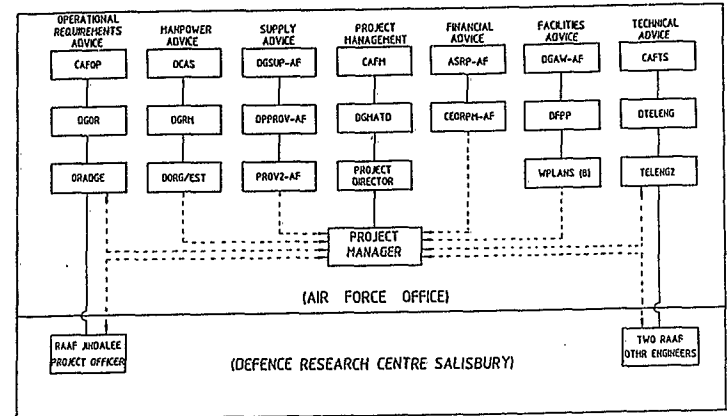 OPERATIONAL
REQUIREMENTS
ADVICE
MANPOWER
ADVICE
SUPPLY
ADVICE
PROJECT
MANAGEMENT
FINANCIAL
ADVICE
FACILITIES
ADVICE
TECHNICAL
ADVICE
CAFOP
DCAS
DGSUP-AF
CAFM
ASRP-AF
DGAW-AF
CAFTS
DGOR
DGRM
DPPROV-AF
DGMATD
CEORPM-AF
DFPP
DTELENG
DRADGE
DORG/EST
PROV2-AF
PROJECT
DIRECTOR
WPLANS (B)
TELENG2
PROJECT
MANAGER
(AIR FORCE OFFICE)
RAAF JINDALEE
PROJECT OFFICER
(DEFENCE RESEARCH CENTRE SALISBURY)
TWO RAAF
OTHR ENGINEERS